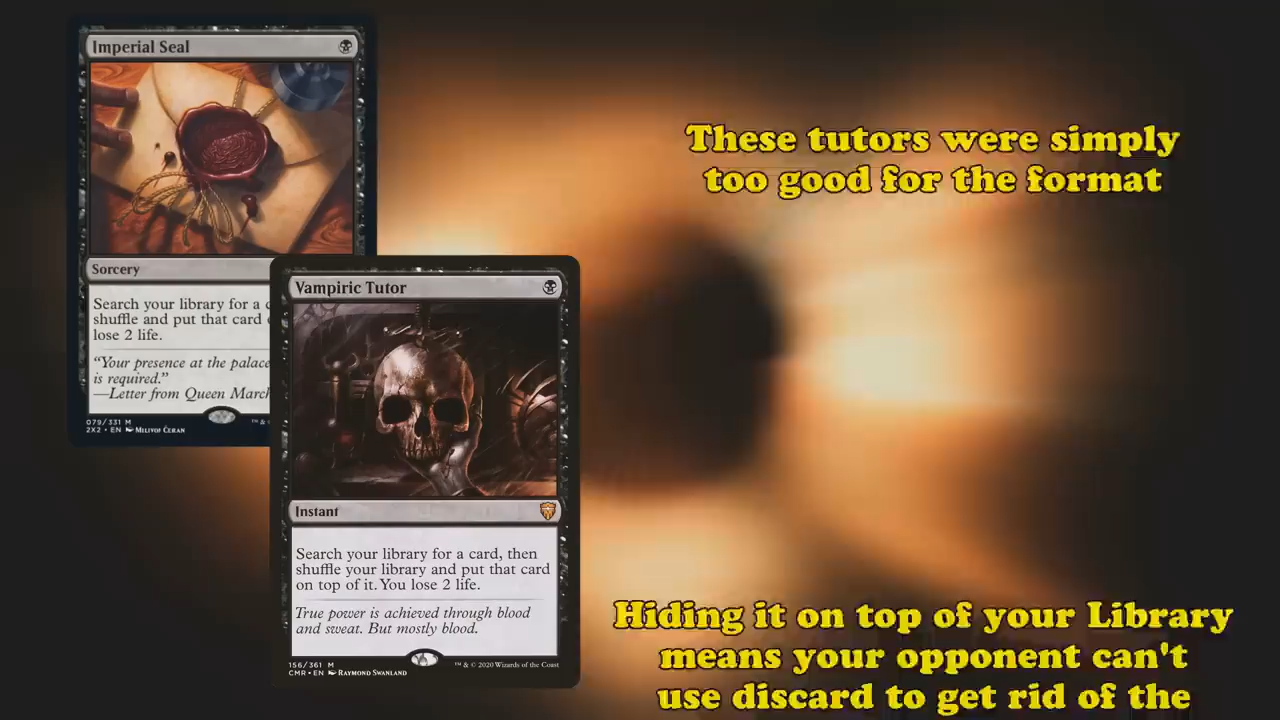 Imperial Seal
Sorcery
Search your library for a
shuffle and put that card
lose 2 life.
“Your presence at the palace
is required.”
—Letter from Queen March
079/331 M
2X2 • EN MILIVOJ ĆERAN
Vampiric Tutor
Instant
Search your library for a card, then
shuffle your library and put that card
on top of it. You lose 2 life.
True power is achieved through blood
and sweat. But mostly blood.
156/361 M
CMR • EN RAYMOND SWANLAND
™ & © 2020 Wizards of the Coast
These tutors were simply
too good for the format
Hiding it on top of your Library
means your opponent can't
use discard to get rid of the